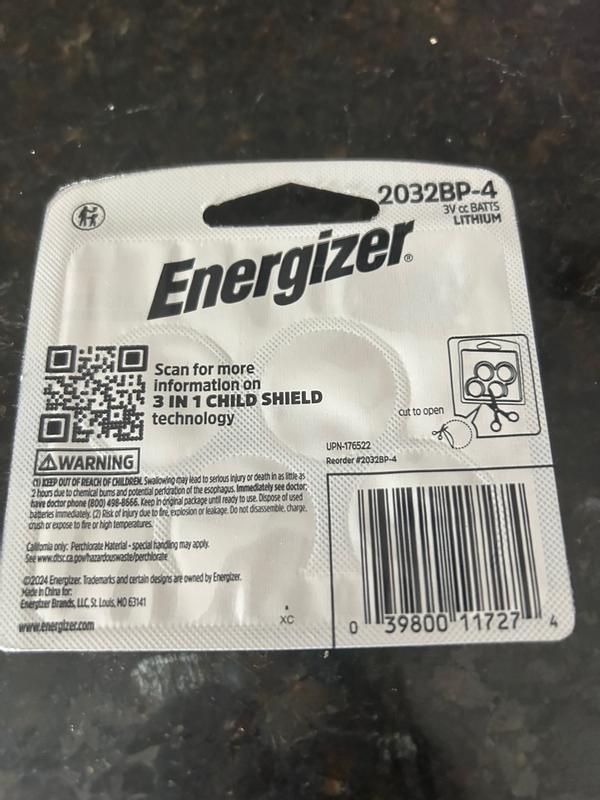 2032BP-4
3V cc BATTS
LITHIUM
Energizer®
Scan for more
information on
3 IN 1 CHILD SHIELD
technology
cut to open
UPN-176522
Reorder #2032BP-4
WARNING
(1) KEEP OUT OF REACH OF CHILDREN. Swallowing may lead to serious injury or death in as little as
2 hours due to chemical burns and potential perforation of the esophagus. Immediately see doctor;
have doctor phone (800) 498-8666. Keep in original package until ready to use. Dispose of used
batteries immediately. (2) Risk of injury due to fire, explosion or leakage. Do not disassemble, charge,
crush or expose to fire or high temperatures.
California only: Perchlorate Material - special handling may apply.
See www.dtsc.ca.gov/hazardouswaste/perchlorate
©2024 Energizer. Trademarks and certain designs are owned by Energizer.
Made in China for:
Energizer Brands, LLC, St. Louis, MO 63141
www.energizer.com
XC
0 39800 11727 4